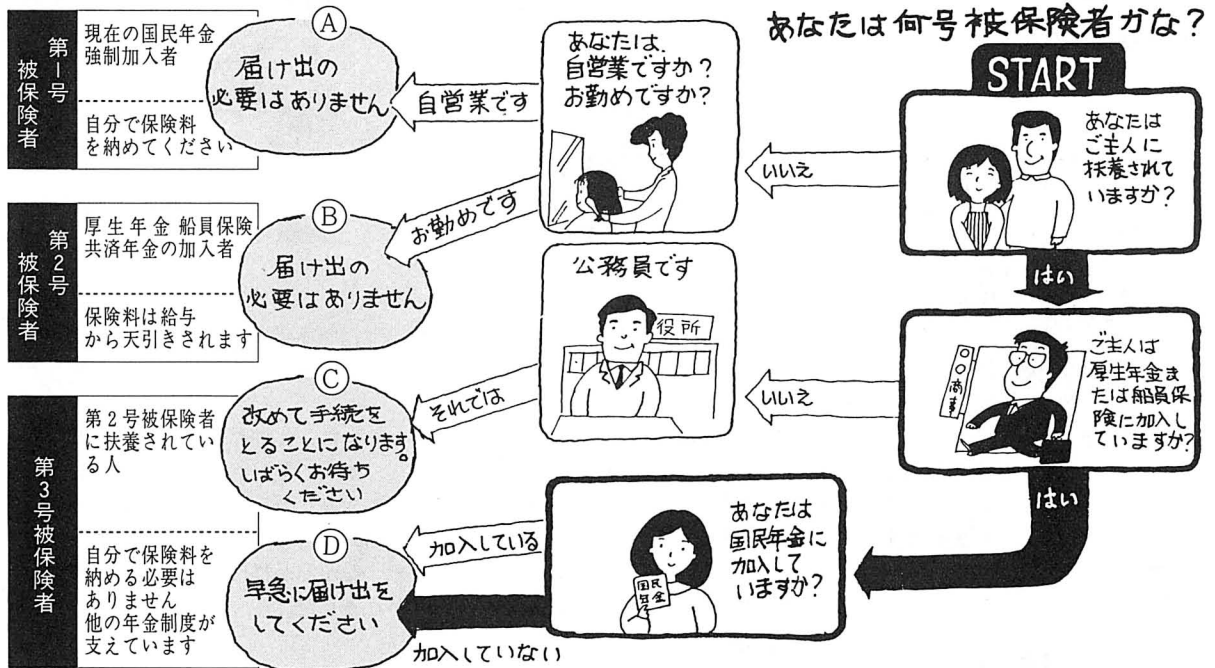 あなたは何号被保険者かな？
START
あなたは
ご主人に
扶養されて
いますか？
いいえ
はい
あなたは、
自営業ですか？
お勤めですか？
自営業です
お勤めです
ご主人は
厚生年金ま
たは船員保
険に加入し
ていますか？
〇〇商事
いいえ
はい
公務員です
役所
それでは
あなたは
国民年金に
加入して
いますか？
国民
年金
加入している
加入していない
Ⓐ
届け出の
必要はありません
Ⓑ
届け出の
必要はありません
Ⓒ
改めて手続を
とることになります。
しばらくお待ち
ください
Ⓓ
早急に届け出を
してください
第1号
被保険者
現在の国民年金
強制加入者
自分で保険料
を納めてください
第2号
被保険者
厚生年金 船員保険
共済年金の加入者
保険料は給与
から天引きされます
第3号被保険者
第2号被保険者
に扶養されてい
る人
自分で保険料を
納める必要は
ありません
他の年金制度が
支えています